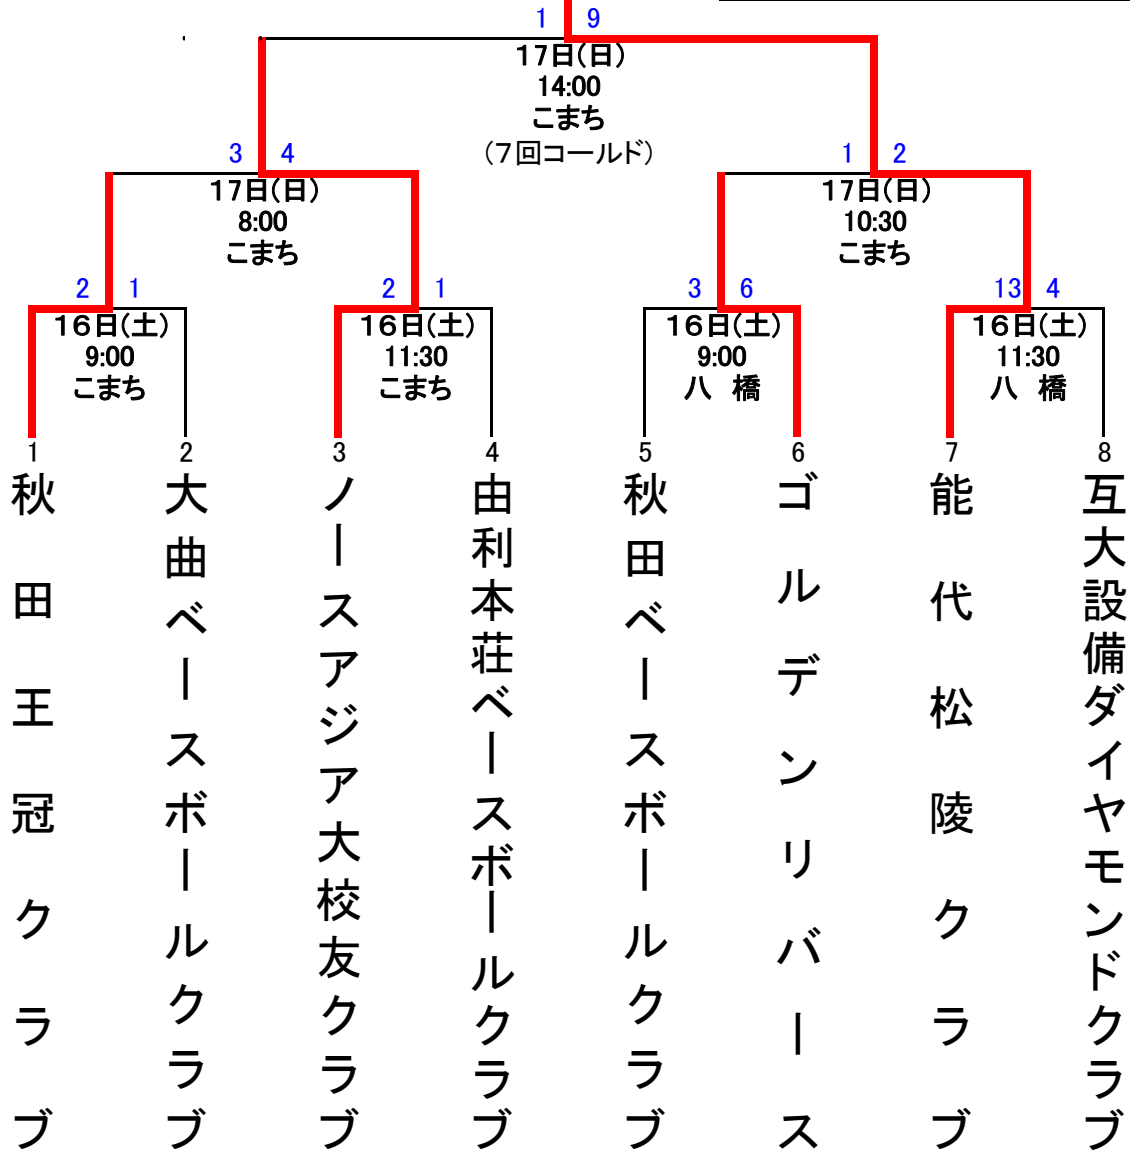 1 9
17日(日)
14:00
こまち
(7回コールド)
3 4
17日(日)
8:00
こまち
1 2
17日(日)
10:30
こまち
2 1
16日(土)
9:00
こまち
2 1
16日(土)
11:30
こまち
3 6
16日(土)
9:00
八 橋
13 4
16日(土)
11:30
八 橋
1
秋田王冠クラブ
2
大曲ベースボールクラブ
3
ノースアジア大校友クラブ
4
由利本荘ベースボールクラブ
5
秋田ベースボールクラブ
6
ゴルデンリバース
7
能代松陵クラブ
8
互大設備ダイヤモンドクラブ